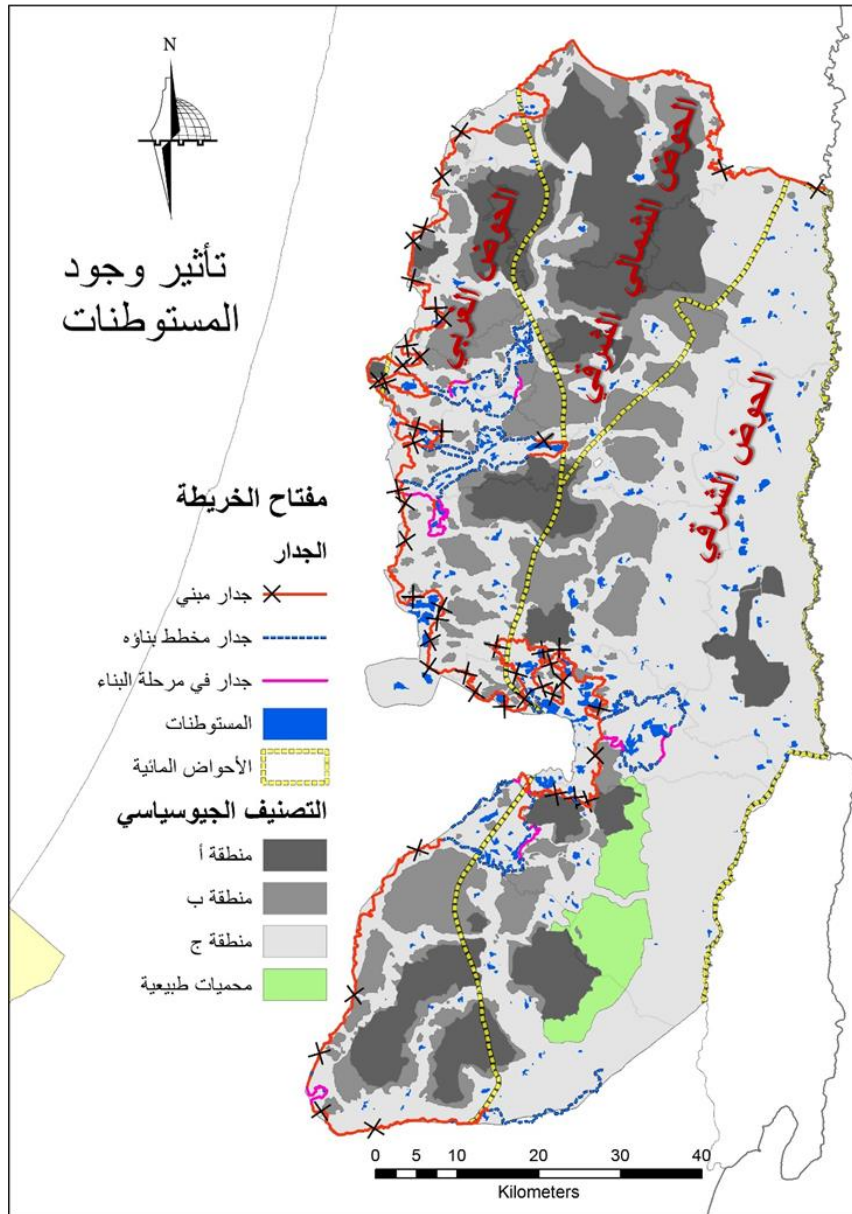 N
تأثير وجود
المستوطنات
الحوض الغربي
الحوض الشمالي الشرقي
الحوض الشرقي
مفتاح الخريطة
الجدار
جدار مبني
جدار مخطط بناؤه
جدار في مرحلة البناء
المستوطنات
الأحواض المائية
التصنيف الجيوسياسي
منطقة أ
منطقة ب
منطقة ج
محميات طبيعية
0 5 10 20 30 40
Kilometers